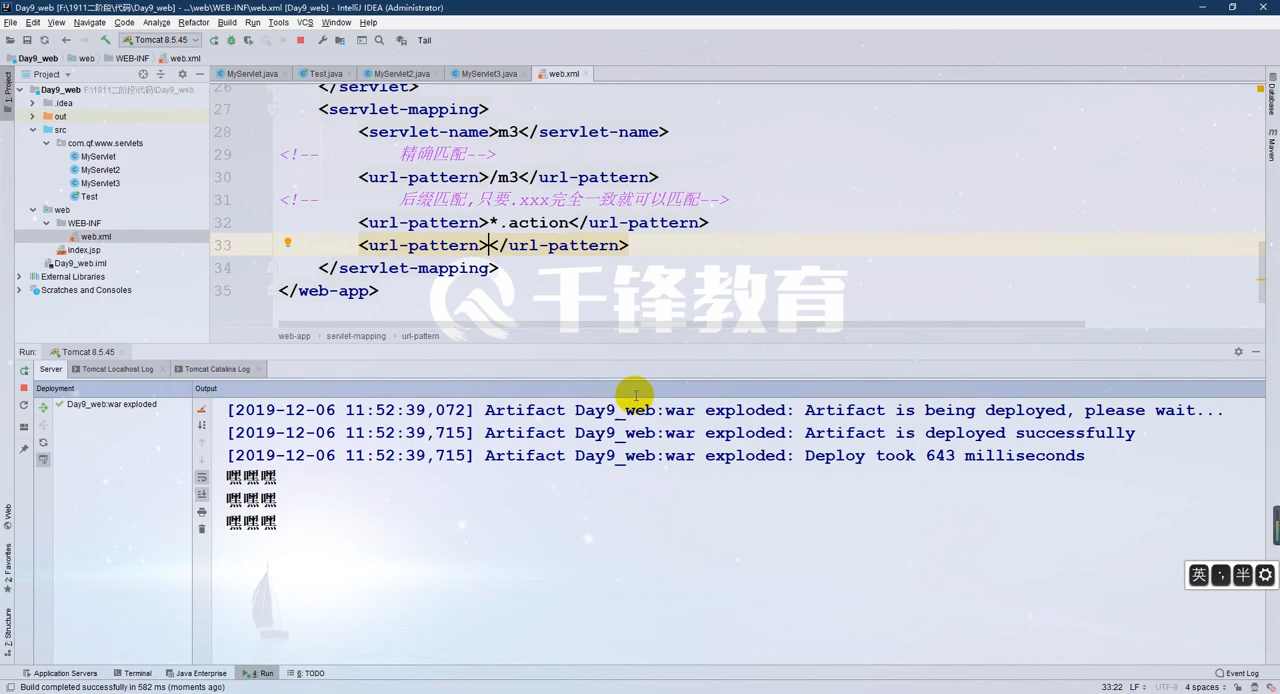 Day9_web [F:\1911二阶段\代码\Day9_web] - ...\web\WEB-INF\web.xml [Day9_web] - IntelliJ IDEA (Administrator)
File Edit View Navigate Code Analyze Refactor Build Run Tools VCS Window Help
Tomcat 8.5.45 Tail
Day9_web web WEB-INF web.xml
Project
MyServlet.java Test.java MyServlet2.java MyServlet3.java web.xml
1: Project
Day9_web F:\1911二阶段\代码\Day9_web
.idea
out
src
com.qf.www.servlets
MyServlet
MyServlet2
MyServlet3
Test
web
WEB-INF
web.xml
index.jsp
Day9_web.iml
External Libraries
Scratches and Consoles
26 </servlet>
27 <servlet-mapping>
28 <servlet-name>m3</servlet-name>
29 <!-- 精确匹配-->
30 <url-pattern>/m3</url-pattern>
31 <!-- 后缀匹配,只要.xxx完全一致就可以匹配-->
32 <url-pattern>*.action</url-pattern>
33 <url-pattern></url-pattern>
34 </servlet-mapping>
35 </web-app>
千锋教育
web-app servlet-mapping url-pattern
Database
Maven
Run: Tomcat 8.5.45
Server Tomcat Localhost Log Tomcat Catalina Log
Deployment Output
Day9_web:war exploded
[2019-12-06 11:52:39,072] Artifact Day9_web:war exploded: Artifact is being deployed, please wait...
[2019-12-06 11:52:39,715] Artifact Day9_web:war exploded: Artifact is deployed successfully
[2019-12-06 11:52:39,715] Artifact Day9_web:war exploded: Deploy took 643 milliseconds
嘿嘿嘿
嘿嘿嘿
嘿嘿嘿
Web
2: Favorites
7: Structure
英 半
Application Servers Terminal Java Enterprise 4: Run 6: TODO Event Log
Build completed successfully in 582 ms (moments ago) 33:22 LF UTF-8 4 spaces